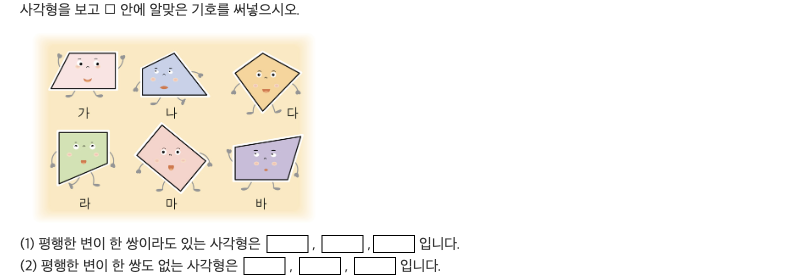 사각형을 보고 □ 안에 알맞은 기호를 써넣으시오.
가 나 다
라 마 바
(1) 평행한 변이 한 쌍이라도 있는 사각형은 □ , □ , □ 입니다.
(2) 평행한 변이 한 쌍도 없는 사각형은 □ , □ , □ 입니다.